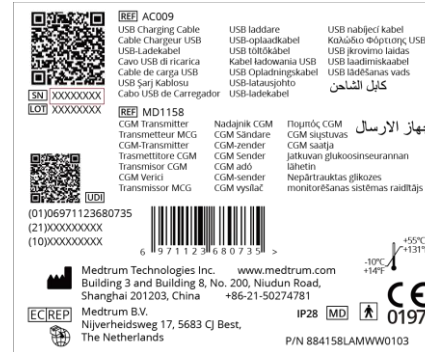 REF AC009
USB Charging Cable
Cable Chargeur USB
USB-Ladekabel
Cavo USB di ricarica
Cable de carga USB
USB Şarj Kablosu
Cabo USB de Carregador
USB laddare
USB-oplaadkabel
USB töltőkábel
Kabel ładowania USB
USB Opladningskabel
USB-latausjohto
USB-ladekabel
USB nabíjecí kabel
Καλώδιο Φόρτισης USB
USB įkrovimo laidas
USB laadimiskaabel
USB lādēšanas vads
كابل الشاحن
SN XXXXXXXX
LOT XXXXXXXX
REF MD1158
CGM Transmitter
Transmetteur MCG
CGM-Transmitter
Trasmettitore CGM
Transmisor CGM
CGM Verici
Transmissor MCG
Nadajnik CGM
CGM Sändare
CGM-zender
CGM Sender
CGM adó
CGM-sender
CGM vysílač
Πομπός CGM
CGM siųstuvas
CGM saatja
Jatkuvan glukoosinseurannan
lähetin
Nepārtrauktas glikozes
monitorēšanas sistēmas raidītājs
جهاز الارسال
UDI
(01)06971123680735
(21)XXXXXXXXX
(10)XXXXXXXXX
6 971123 680735 >
Medtrum Technologies Inc. www.medtrum.com
Building 3 and Building 8, No. 200, Niudun Road,
Shanghai 201203, China +86-21-50274781
-10°C
+14°F
+55°C
+131°F
EC REP Medtrum B.V.
Nijverheidsweg 17, 5683 CJ Best,
The Netherlands
IP28 MD
CE
0197
P/N 884158LAMWW0103